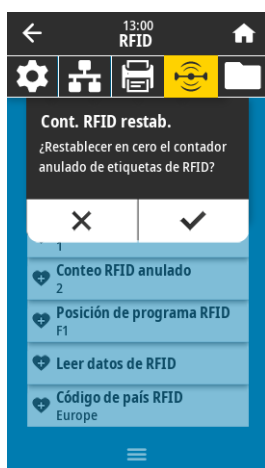 13:00
RFID
Cont. RFID restab.
¿Restablecer en cero el contador
anulado de etiquetas de RFID?
1
Conteo RFID anulado
2
Posición de programa RFID
F1
Leer datos de RFID
Código de país RFID
Europe